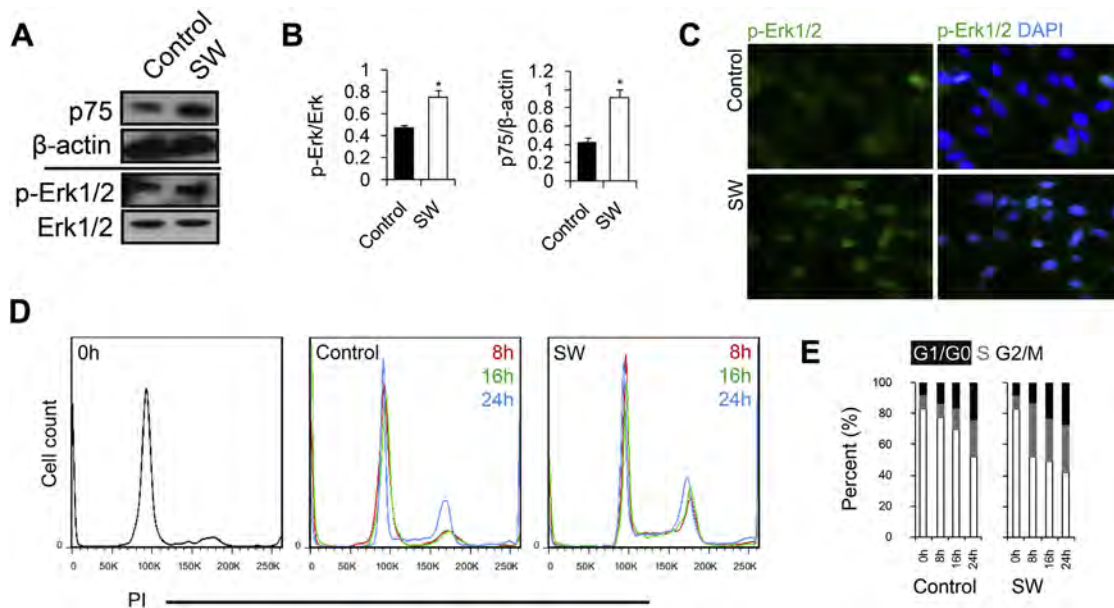 A
Control
SW
p75
β-actin
p-Erk1/2
Erk1/2
B
p-Erk/Erk
1
0.8
0.6
0.4
0.2
0
*
Control
SW
p75/β-actin
1.2
1
0.8
0.6
0.4
0.2
0
*
Control
SW
C
p-Erk1/2
p-Erk1/2 DAPI
Control
SW
D
Cell count
0h
0
0K 50K 100K 150K 200K 250K
Control
8h
16h
24h
0K 50K 100K 150K 200K 250K
SW
8h
16h
24h
0
0K 50K 100K 150K 200K 250K
PI
E
G1/G0 S G2/M
Percent (%)
100
80
60
40
20
0
0h 8h 16h 24h
0h 8h 16h 24h
Control SW